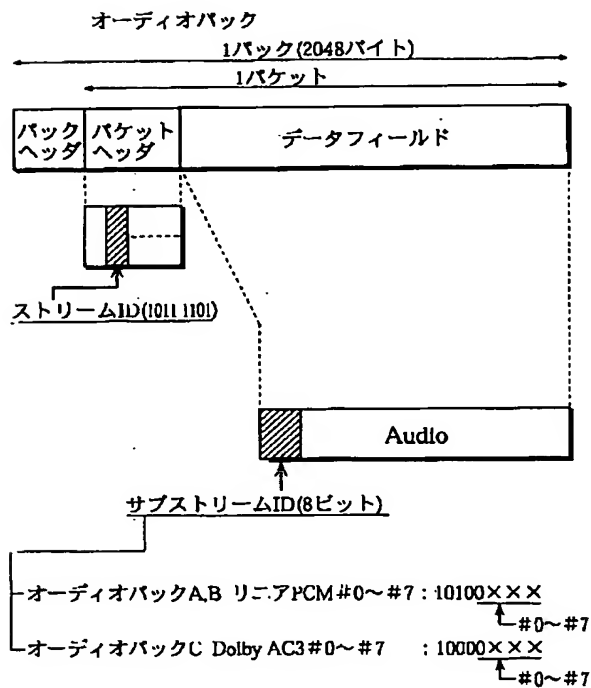 オーディオパック
1パック(2048バイト)
1パケット
パック
ヘッダ
パケット
ヘッダ
データフィールド
ストリームID(1011 1101)
Audio
サブストリームID(8ビット)
オーディオパックA,B リニアPCM#0〜#7:10100×××
#0〜#7
オーディオパックC Dolby AC3#0〜#7 :10000×××
#0〜#7